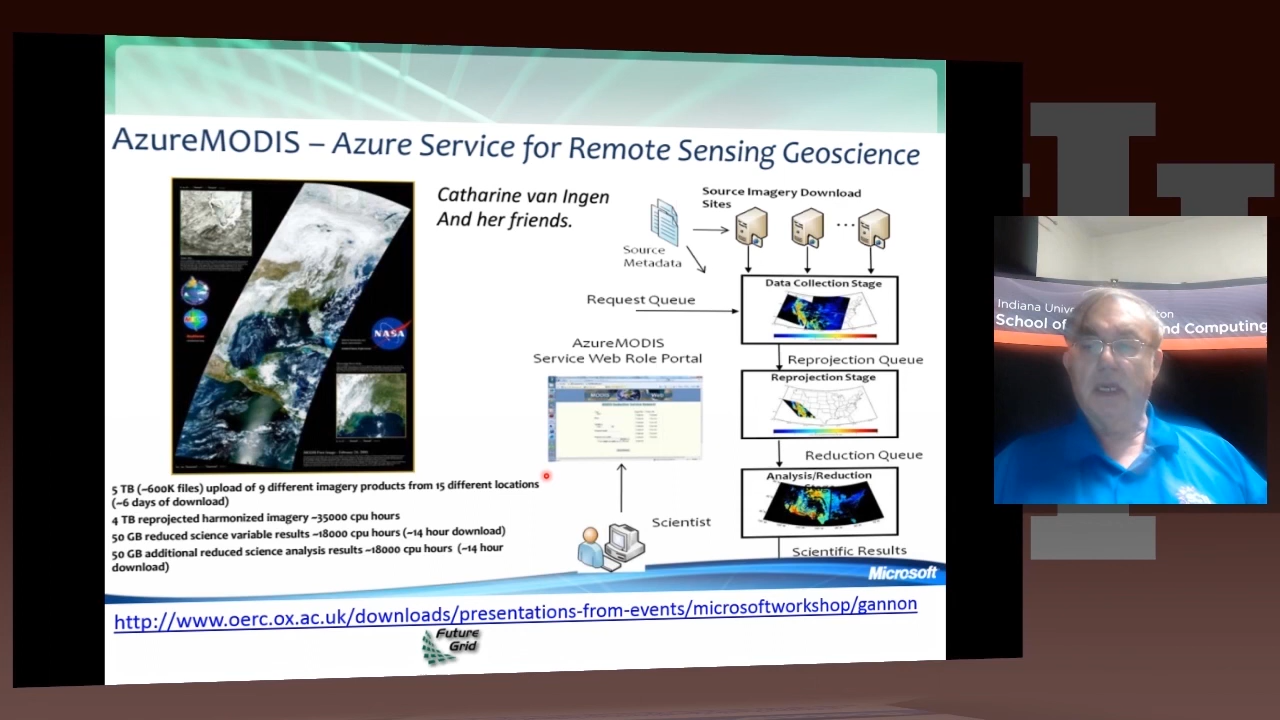 AzureMODIS – Azure Service for Remote Sensing Geoscience
Catharine van Ingen
And her friends.
Source Imagery Download
Sites
Source
Metadata
Data Collection Stage
Request Queue
AzureMODIS
Service Web Role Portal
Reprojection Queue
Reprojection Stage
Reduction Queue
Analysis/Reduction
Scientist
Scientific Results
NASA
5 TB (~600K files) upload of 9 different imagery products from 15 different locations
(~6 days of download)
4 TB reprojected harmonized imagery ~35000 cpu hours
50 GB reduced science variable results ~18000 cpu hours (~14 hour download)
50 GB additional reduced science analysis results ~18000 cpu hours (~14 hour
download)
Microsoft
http://www.oerc.ox.ac.uk/downloads/presentations-from-events/microsoftworkshop/gannon
Future
Grid
Indiana
School of
and Computing